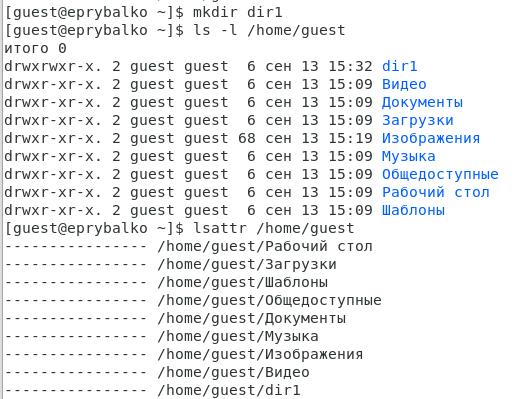 [guest@eprybalko ~]$ mkdir dir1
[guest@eprybalko ~]$ ls -l /home/guest
итого 0
drwxrwxr-x. 2 guest guest  6 сен 13 15:32 dir1
drwxr-xr-x. 2 guest guest  6 сен 13 15:09 Видео
drwxr-xr-x. 2 guest guest  6 сен 13 15:09 Документы
drwxr-xr-x. 2 guest guest  6 сен 13 15:09 Загрузки
drwxr-xr-x. 2 guest guest 68 сен 13 15:19 Изображения
drwxr-xr-x. 2 guest guest  6 сен 13 15:09 Музыка
drwxr-xr-x. 2 guest guest  6 сен 13 15:09 Общедоступные
drwxr-xr-x. 2 guest guest  6 сен 13 15:09 Рабочий стол
drwxr-xr-x. 2 guest guest  6 сен 13 15:09 Шаблоны
[guest@eprybalko ~]$ lsattr /home/guest
---------------- /home/guest/Рабочий стол
---------------- /home/guest/Загрузки
---------------- /home/guest/Шаблоны
---------------- /home/guest/Общедоступные
---------------- /home/guest/Документы
---------------- /home/guest/Музыка
---------------- /home/guest/Изображения
---------------- /home/guest/Видео
---------------- /home/guest/dir1